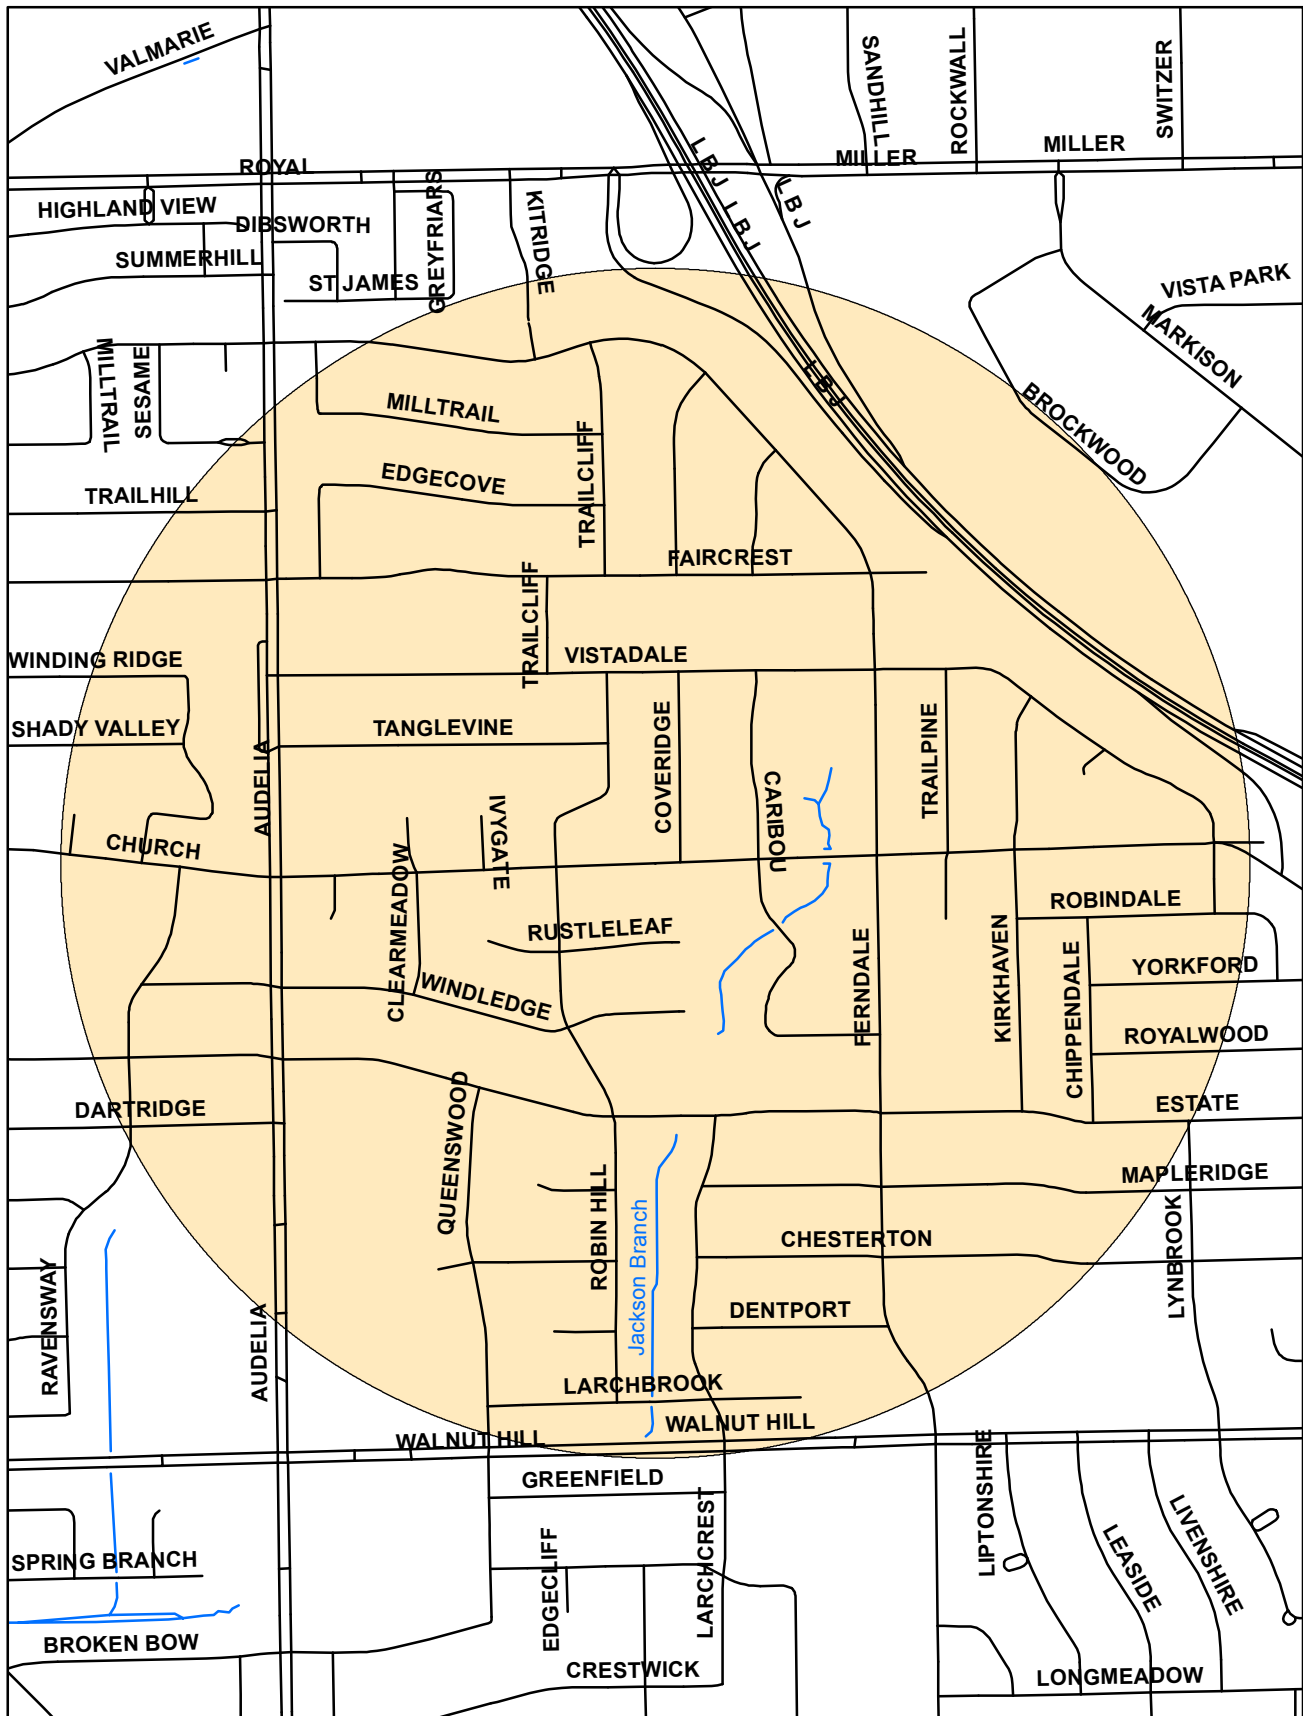 VALMARIE
SANDHILL
ROCKWALL
SWITZER
MILLER
MILLER
ROYAL
L B J
L B J
L B J
HIGHLAND VIEW
DIBSWORTH
GREYFRIARS
KITRIDGE
SUMMERHILL
ST JAMES
VISTA PARK
MARKISON
MILLTRAIL
SESAME
L B J
BROCKWOOD
MILLTRAIL
TRAILCLIFF
EDGECOVE
TRAILHILL
FAIRCREST
TRAILCLIFF
VISTADALE
WINDING RIDGE
SHADY VALLEY
TANGLEVINE
COVERIDGE
TRAILPINE
AUDELIA
CARIBOU
IVYGATE
CHURCH
CLEARMEADOW
ROBINDALE
RUSTLELEAF
KIRKHAVEN
FERNDALE
CHIPPENDALE
YORKFORD
WINDLEDGE
ROYALWOOD
DARTRIDGE
ESTATE
QUEENSWOOD
MAPLERIDGE
ROBIN HILL
Jackson Branch
CHESTERTON
LYNBROOK
DENTPORT
RAVENSWAY
AUDELIA
LARCHBROOK
WALNUT HILL
WALNUT HILL
GREENFIELD
LIPTONSHIRE
LARCHCREST
EDGECLIFF
LEASIDE
LIVENSHIRE
SPRING BRANCH
BROKEN BOW
CRESTWICK
LONGMEADOW